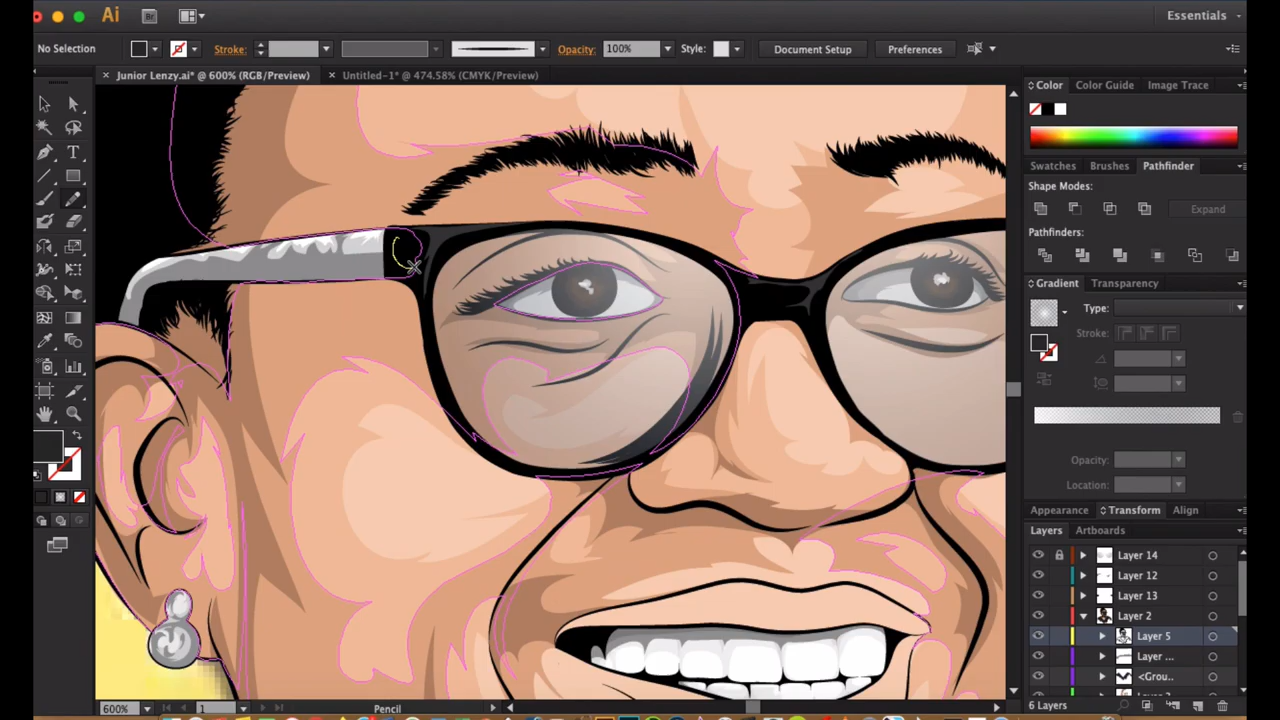 Ai Br Essentials
No Selection Stroke: Opacity: 100% Style: Document Setup Preferences
× Junior Lenzy.ai* @ 600% (RGB/Preview) × Untitled-1* @ 474.58% (CMYK/Preview)
Color Color Guide Image Trace
Swatches Brushes Pathfinder
Shape Modes:
Expand
Pathfinders:
Gradient Transparency
Type:
Stroke:
Opacity:
Location:
Appearance Transform Align
Layers Artboards
Layer 14
Layer 12
Layer 13
Layer 2
Layer 5
Layer ...
<Grou..
600% 1 Pencil 6 Layers